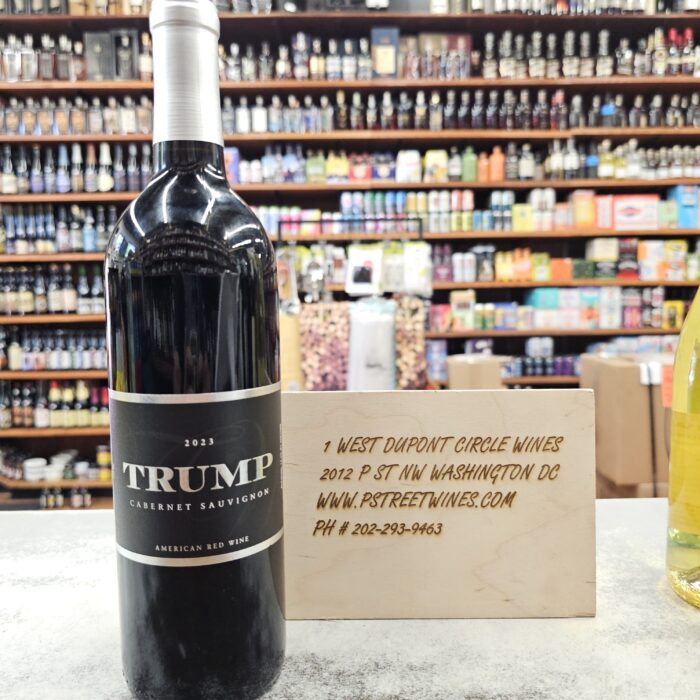 2023
TRUMP
CABERNET SAUVIGNON
AMERICAN RED WINE
1 WEST DUPONT CIRCLE WINES
2012 P ST NW WASHINGTON DC
WWW.PSTREETWINES.COM
PH # 202-293-9463